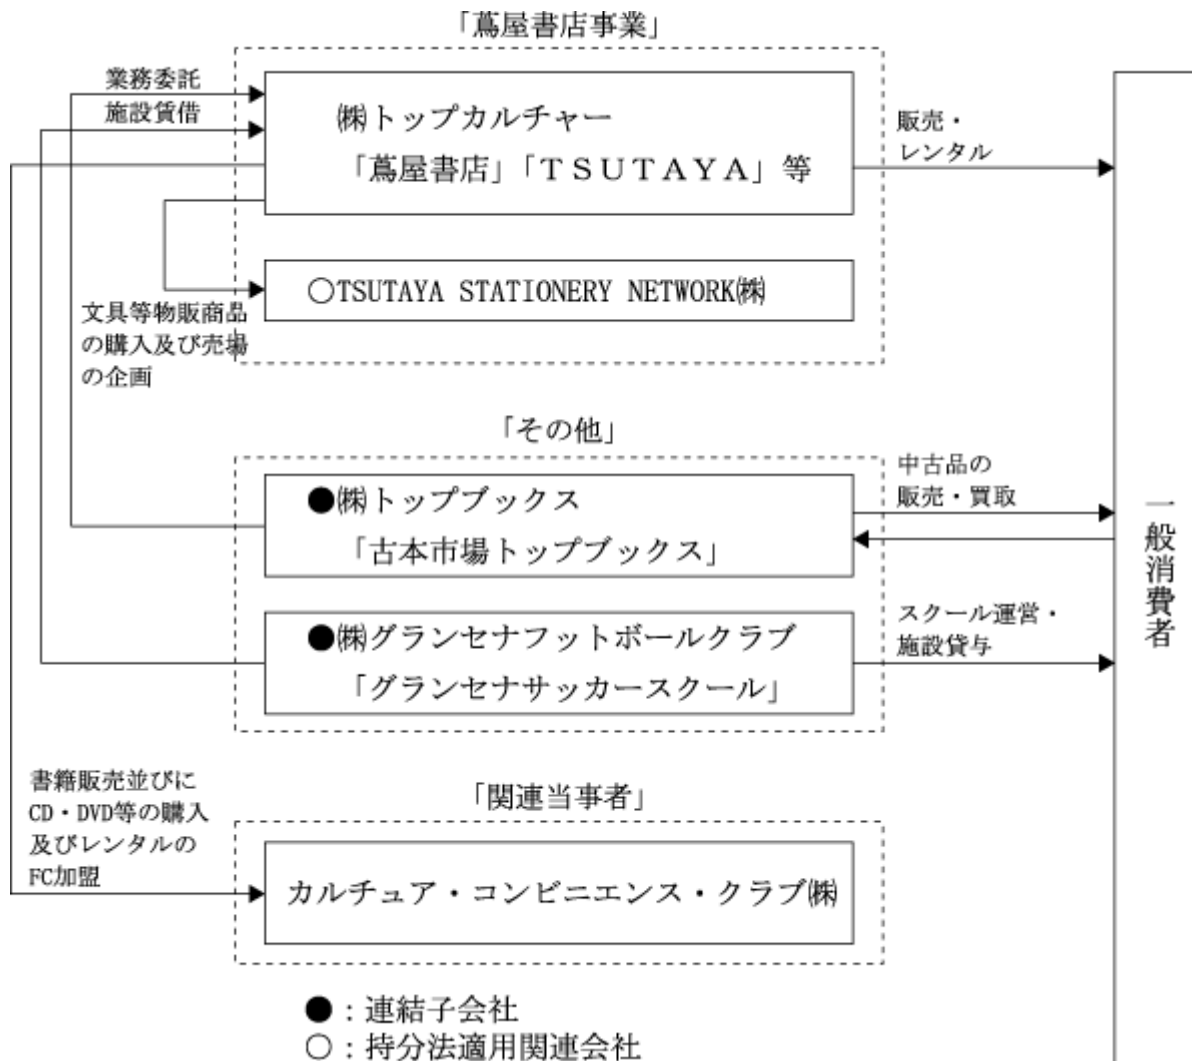 「蔦屋書店事業」
業務委託
施設賃借
㈱トップカルチャー
「蔦屋書店」「ＴＳＵＴＡＹＡ」等
販売・
レンタル
○TSUTAYA STATIONERY NETWORK㈱
文具等物販商品
の購入及び売場
の企画
「その他」
●㈱トップブックス
「古本市場トップブックス」
中古品の
販売・買取
●㈱グランセナフットボールクラブ
「グランセナサッカースクール」
スクール運営・
施設貸与
一般消費者
書籍販売並びに
CD・DVD等の購入
及びレンタルの
FC加盟
「関連当事者」
カルチュア・コンビニエンス・クラブ㈱
●：連結子会社
○：持分法適用関連会社